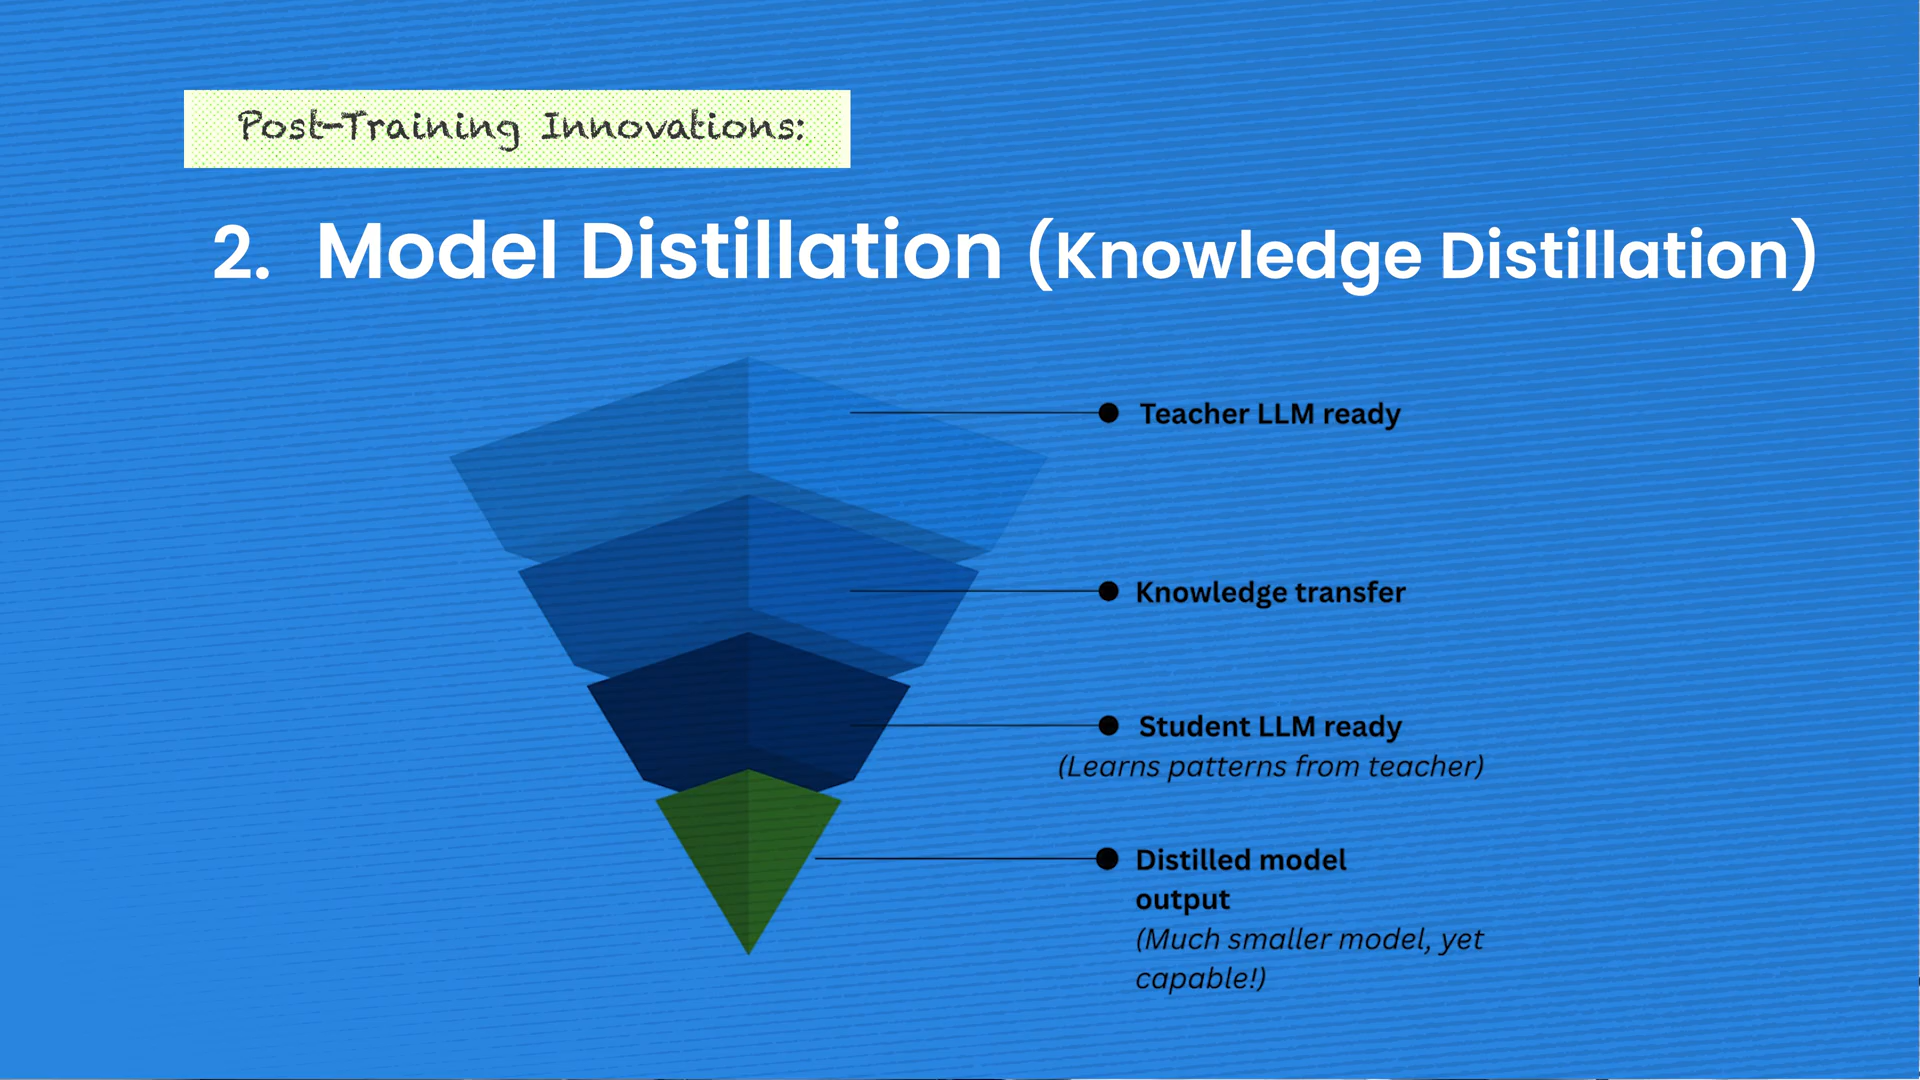 Post-Training Innovations:
2. Model Distillation (Knowledge Distillation)
Teacher LLM ready
Knowledge transfer
Student LLM ready
(Learns patterns from teacher)
Distilled model
output
(Much smaller model, yet
capable!)